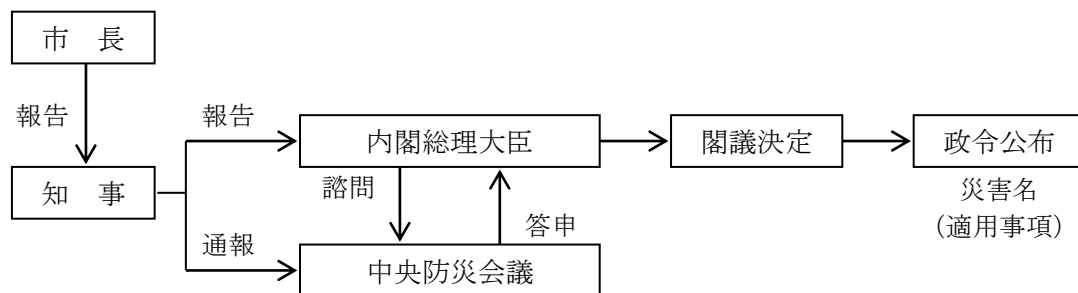 市　長
報告
知　事
報告
通報
内閣総理大臣
諮問
答申
中央防災会議
閣議決定
政令公布
災害名
（適用事項）